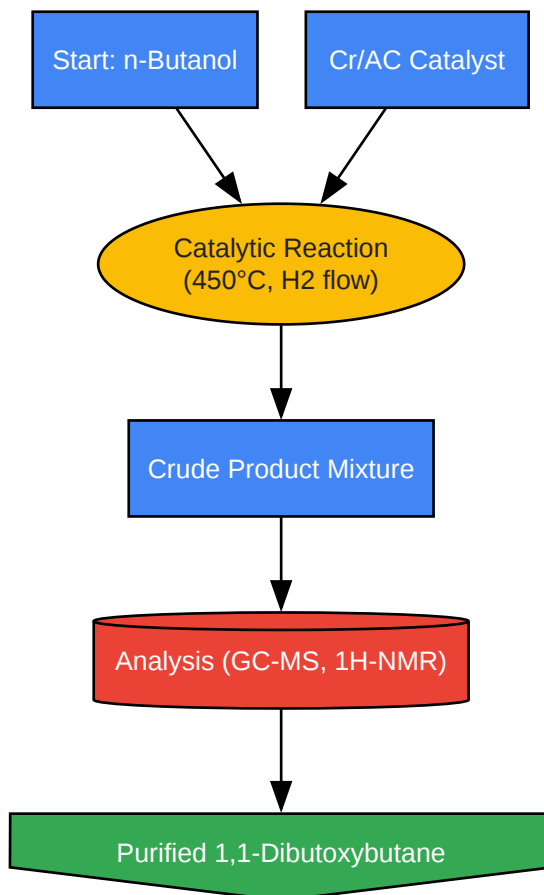 Start: n-Butanol
Cr/AC Catalyst
Catalytic Reaction
(450°C, H2 flow)
Crude Product Mixture
Analysis (GC-MS, 1H-NMR)
Purified 1,1-Dibutoxybutane